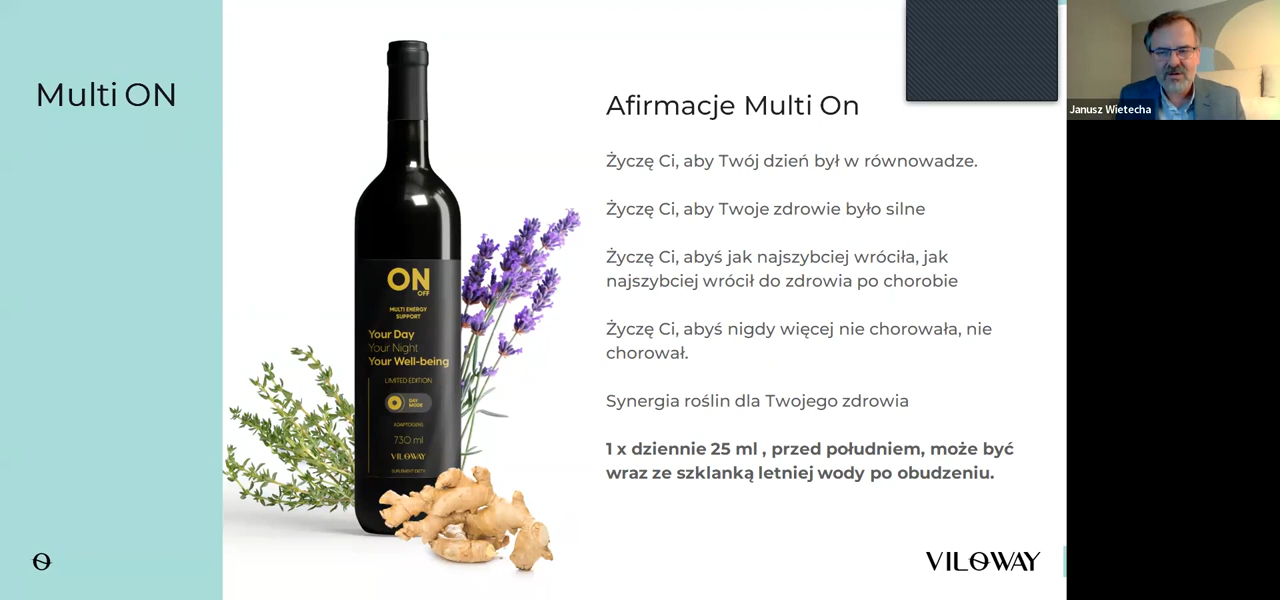 Multi ON
Afirmacje Multi On
Życzę Ci, aby Twój dzień był w równowadze.
Życzę Ci, aby Twoje zdrowie było silne
Życzę Ci, abyś jak najszybciej wróciła, jak
najszybciej wrócił do zdrowia po chorobie
Życzę Ci, abyś nigdy więcej nie chorowała, nie
chorował.
Synergia roślin dla Twojego zdrowia
1 x dziennie 25 ml , przed południem, może być
wraz ze szklanką letniej wody po obudzeniu.
ON
OFF
MULTI ENERGY
SUPPORT
Your Day
Your Night
Your Well-being
LIMITED EDITION
DAY
MODE
ADAPTOGENS
730 ml
VILOWAY
SUPLEMENT DIETY
VILOWAY
Janusz Wietecha